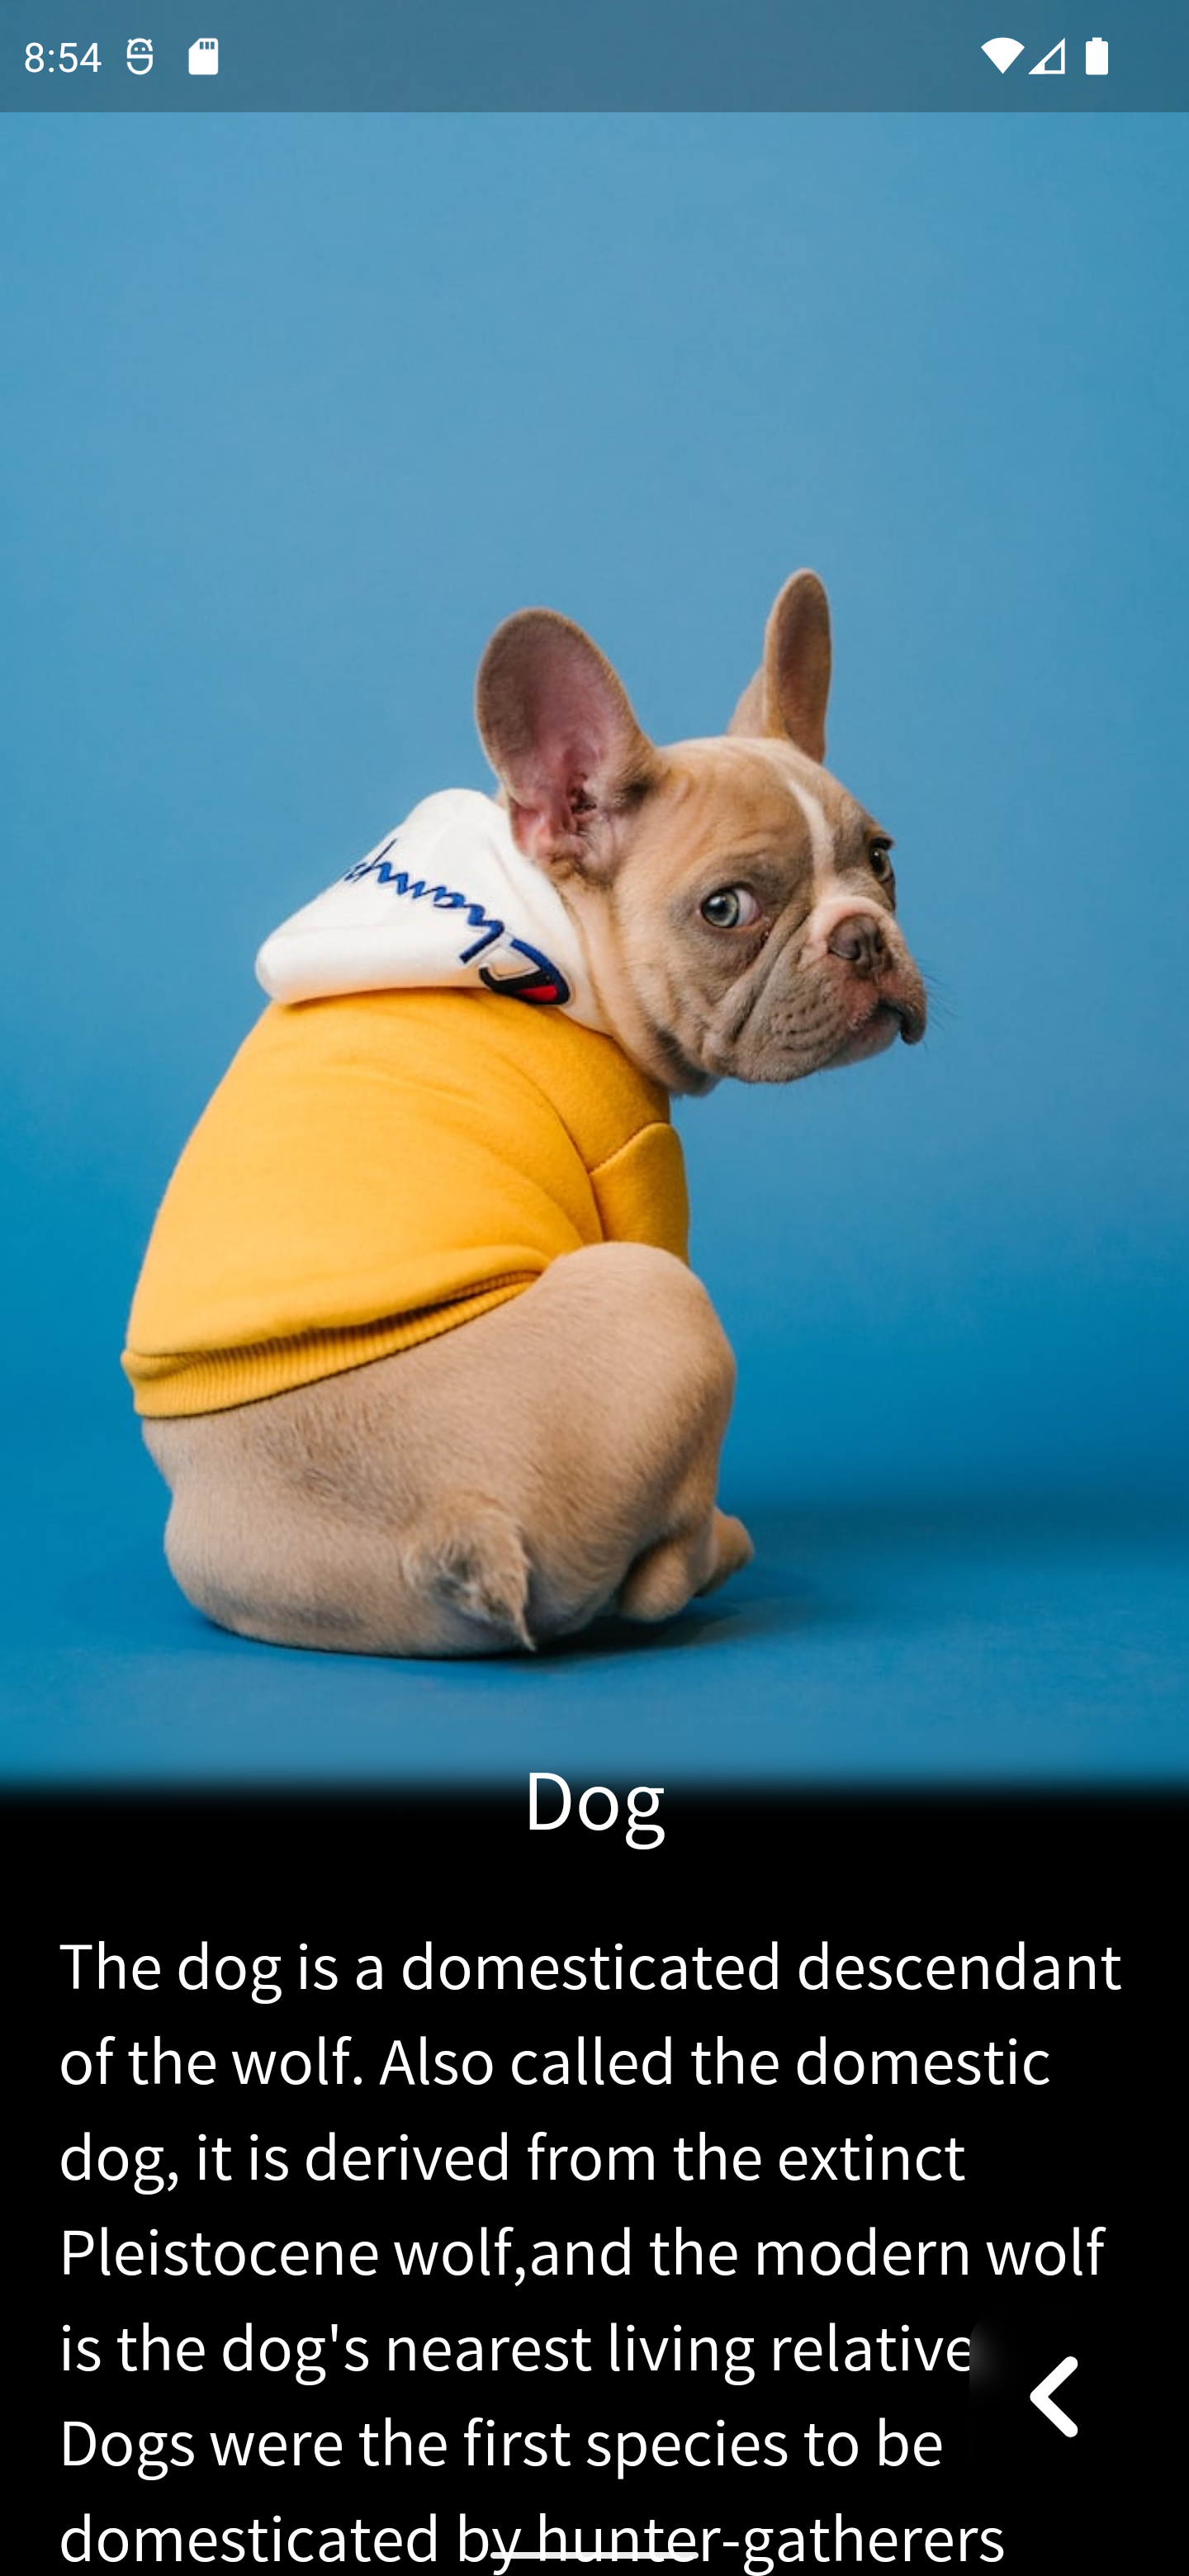 8:54
Champ
Dog
The dog is a domesticated descendant
of the wolf. Also called the domestic
dog, it is derived from the extinct
Pleistocene wolf,and the modern wolf
is the dog's nearest living relative
Dogs were the first species to be
domesticated by hunter-gatherers